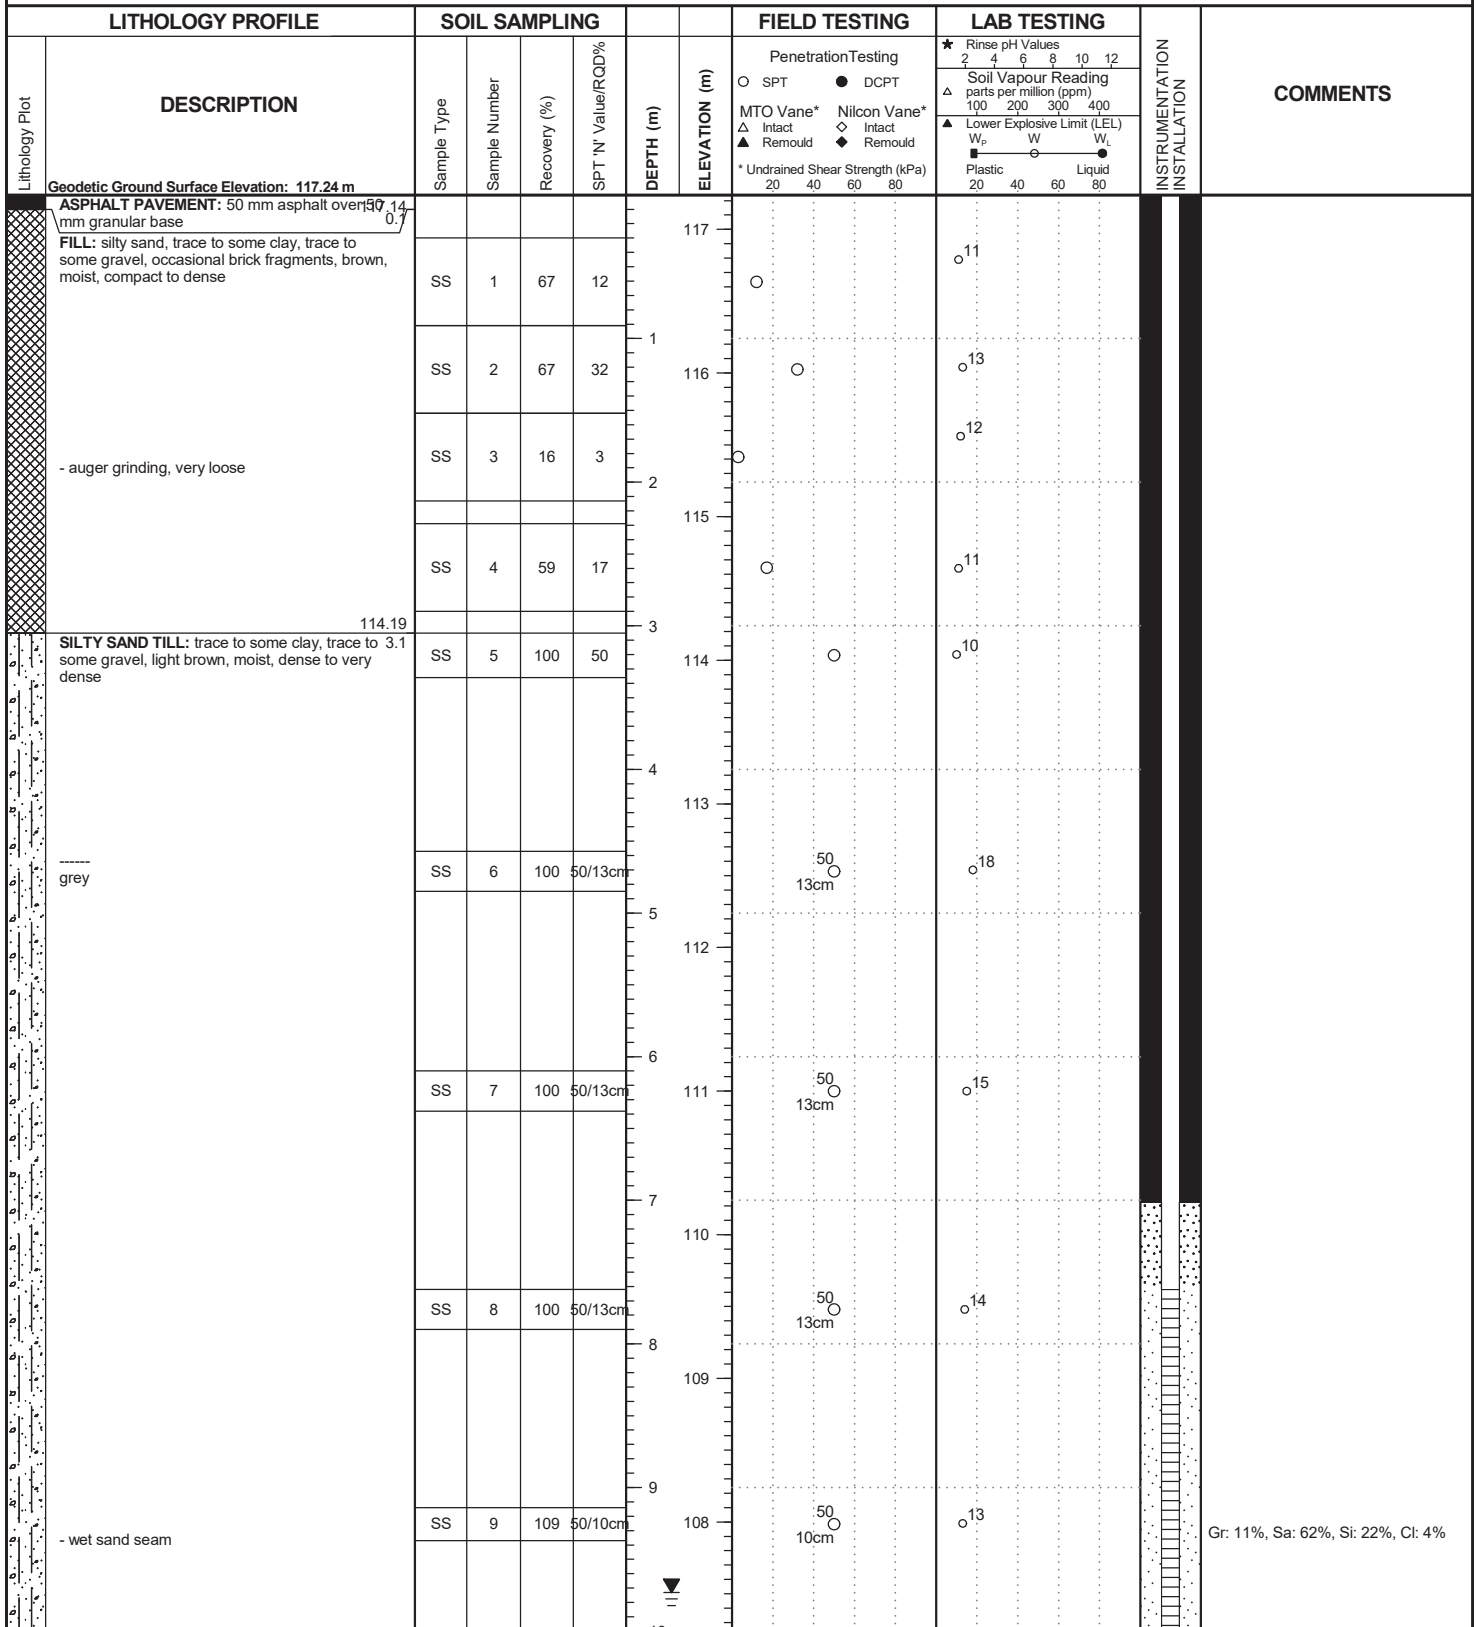 LITHOLOGY PROFILE
SOIL SAMPLING
FIELD TESTING
LAB TESTING
Lithology Plot
DESCRIPTION
Geodetic Ground Surface Elevation: 117.24 m
Sample Type
Sample Number
Recovery (%)
SPT 'N' Value/RQD%
DEPTH (m)
ELEVATION (m)
PenetrationTesting
SPT DCPT
MTO Vane* Nilcon Vane*
Intact Intact
Remould Remould
* Undrained Shear Strength (kPa)
20 40 60 80
Rinse pH Values
2 4 6 8 10 12
Soil Vapour Reading
parts per million (ppm)
100 200 300 400
Lower Explosive Limit (LEL)
WP W WL
Plastic Liquid
20 40 60 80
INSTRUMENTATION
INSTALLATION
COMMENTS
ASPHALT PAVEMENT: 50 mm asphalt over 50
117.14
mm granular base
0.1
FILL: silty sand, trace to some clay, trace to
some gravel, occasional brick fragments, brown,
moist, compact to dense
117
11
SS 1 67 12
1
SS 2 67 32
116
13
12
SS 3 16 3
- auger grinding, very loose
2
115
SS 4 59 17
11
114.19
3
SILTY SAND TILL: trace to some clay, trace to 3.1
some gravel, light brown, moist, dense to very
dense
SS 5 100 50
114
10
4
113
------
grey
SS 6 100 50/13cm
50
13cm
18
5
112
6
SS 7 100 50/13cm
111
50
13cm
15
7
110
SS 8 100 50/13cm
50
13cm
14
8
109
9
SS 9 109 50/10cm
108
50
10cm
13
- wet sand seam
Gr: 11%, Sa: 62%, Si: 22%, Cl: 4%